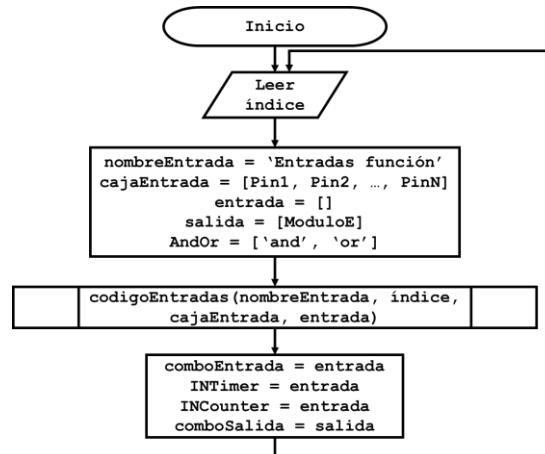 Inicio
Leer
índice
nombreEntrada = ‘Entradas función’
cajaEntrada = [Pin1, Pin2, …, PinN]
entrada = []
salida = [ModuloE]
AndOr = [‘and’, ‘or’]
codigoEntradas(nombreEntrada, índice,
cajaEntrada, entrada)
comboEntrada = entrada
INTimer = entrada
INCounter = entrada
comboSalida = salida